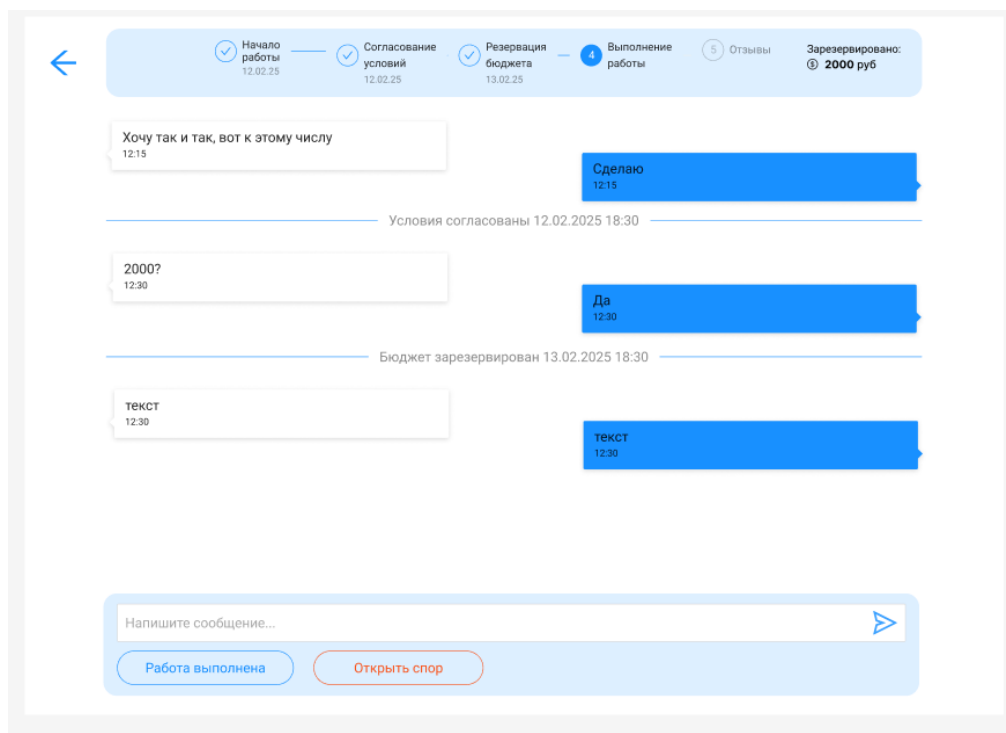 Начало
работы
12.02.25
Согласование
условий
12.02.25
Резервация
бюджета
13.02.25
4
Выполнение
работы
5
Отзывы
Зарезервировано:
2000 руб
Хочу так и так, вот к этому числу
12:15
Сделаю
12:15
Условия согласованы 12.02.2025 18:30
2000?
12:30
Да
12:30
Бюджет зарезервирован 13.02.2025 18:30
текст
12:30
текст
12:30
Напишите сообщение...
Работа выполнена
Открыть спор